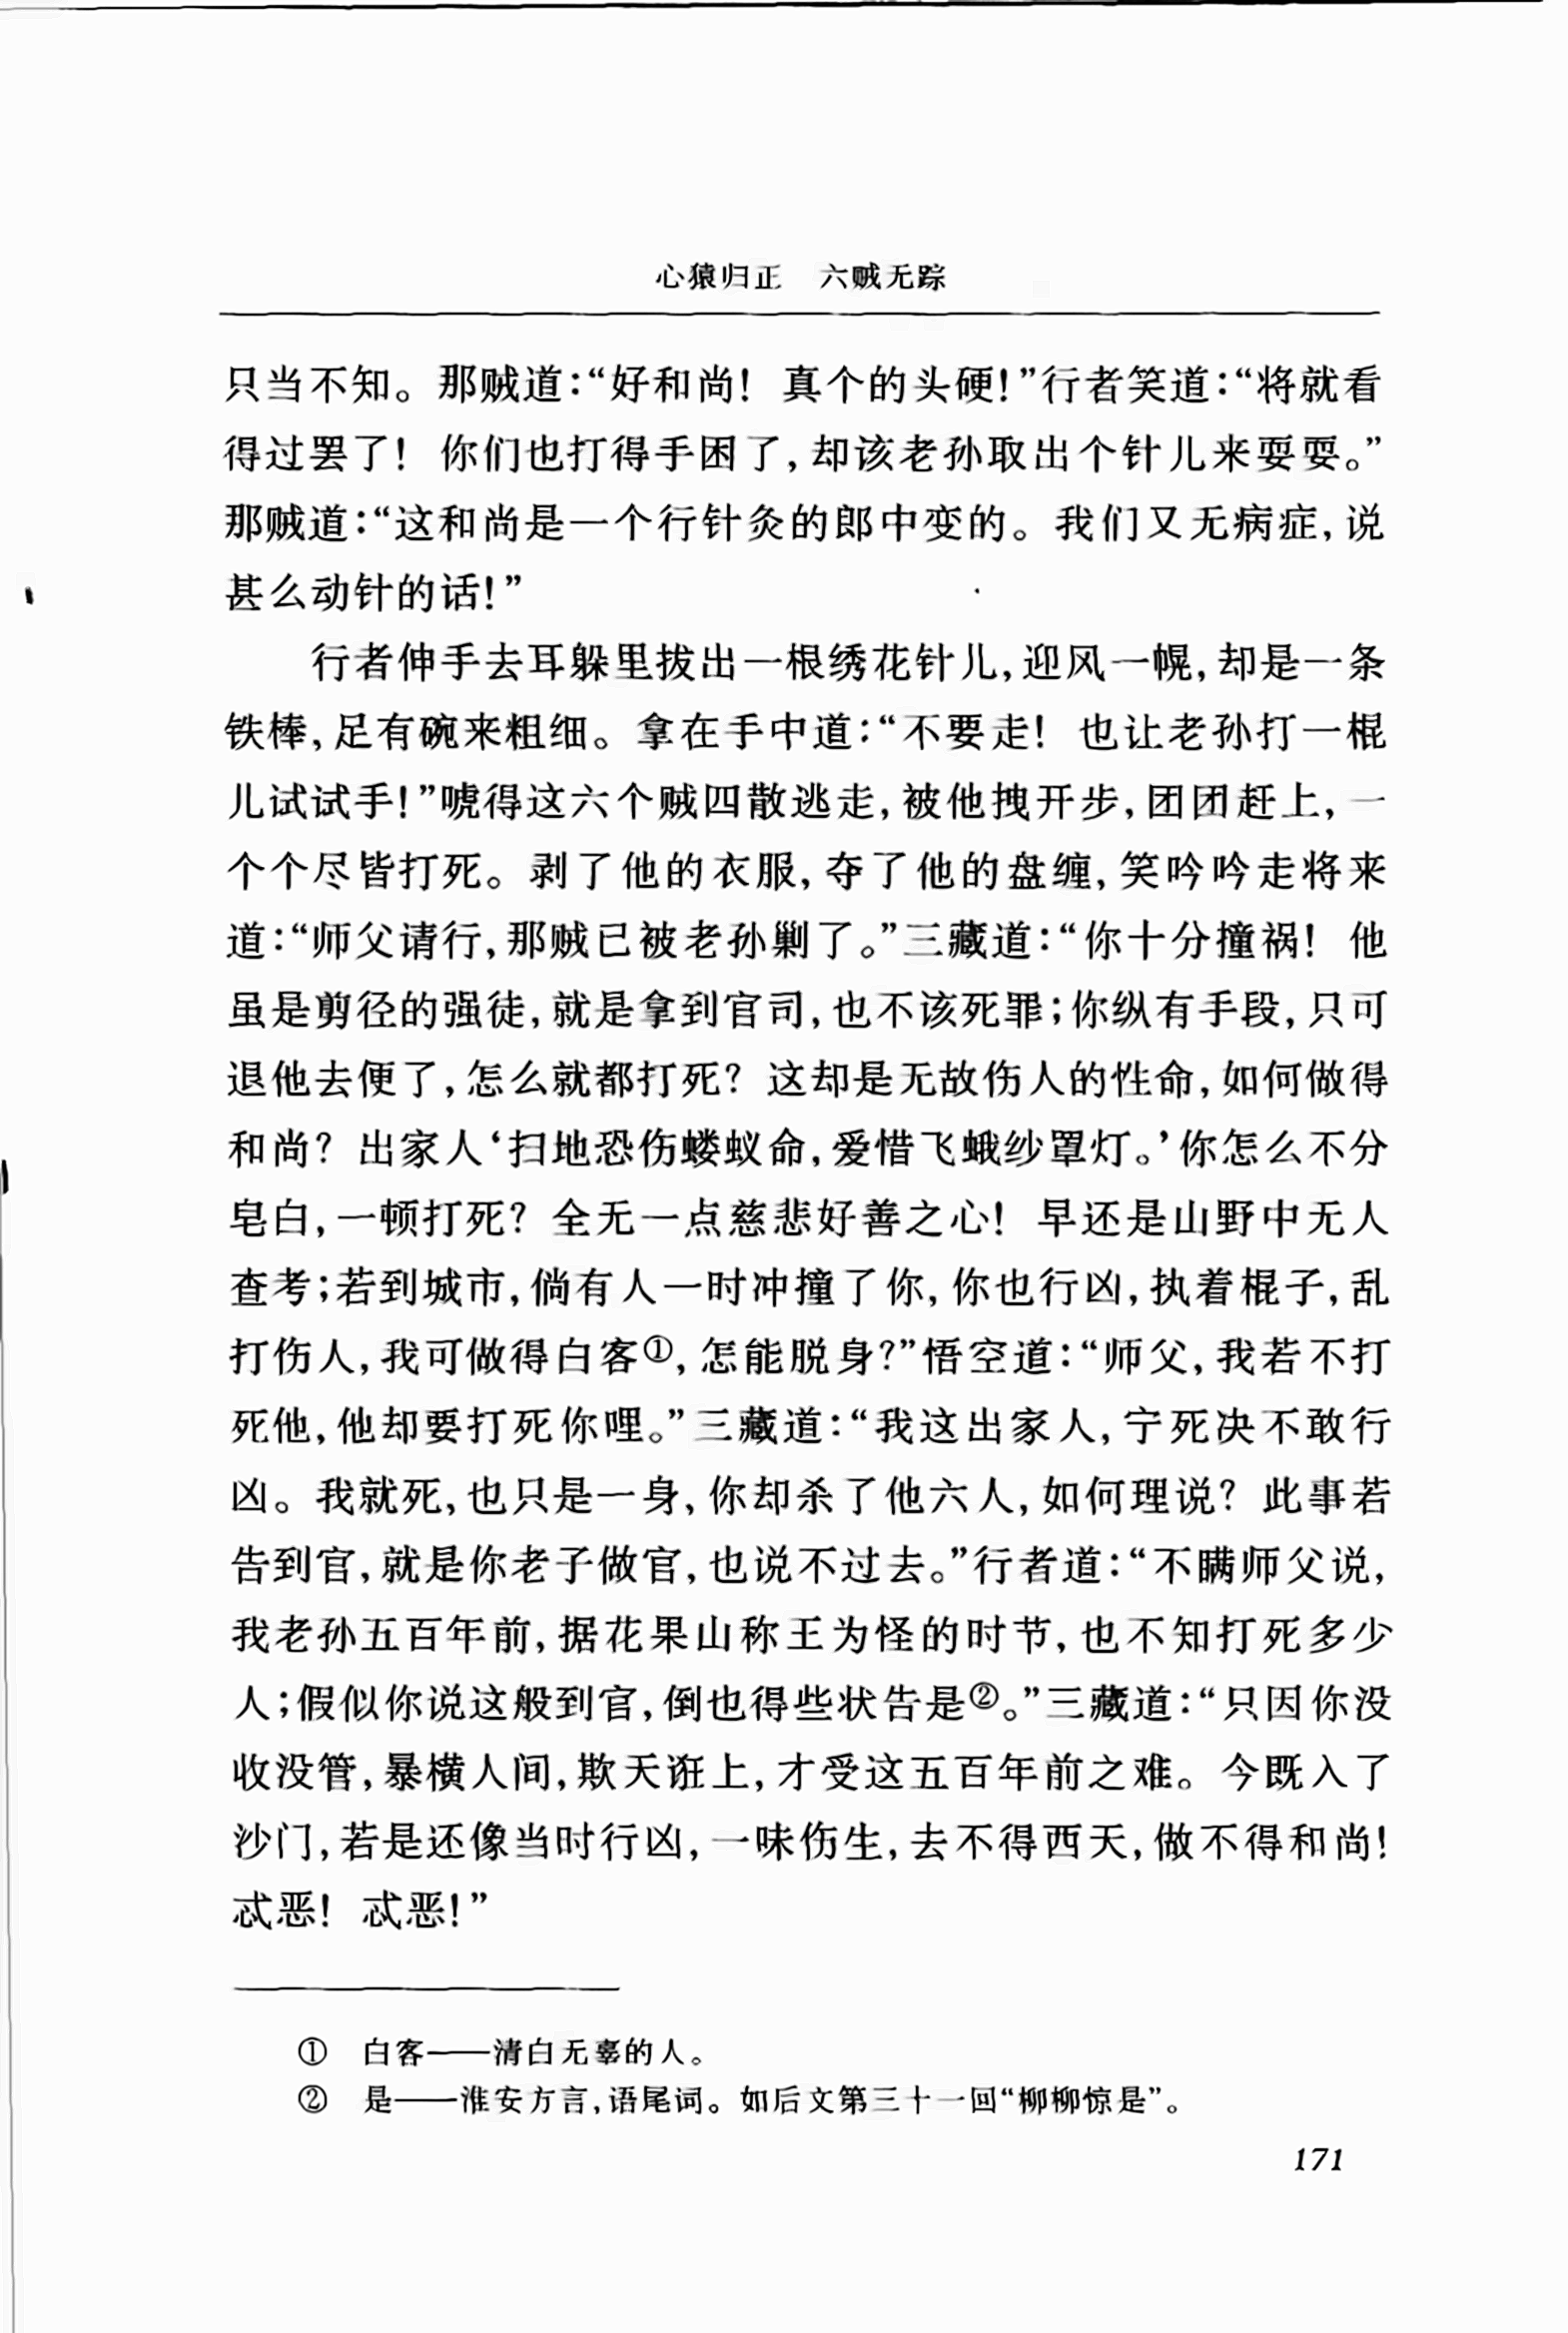 心猿归正　六贼无踪
只当不知。那贼道：“好和尚！真个的头硬！”行者笑道：“将就看
得过罢了！你们也打得手困了，却该老孙取出个针儿来耍耍。”
那贼道：“这和尚是一个行针灸的郎中变的。我们又无病症，说
甚么动针的话！”
行者伸手去耳躲里拔出一根绣花针儿，迎风一幌，却是一条
铁棒，足有碗来粗细。拿在手中道：“不要走！也让老孙打一棍
儿试试手！”唬得这六个贼四散逃走，被他拽开步，团团赶上，一
个个尽皆打死。剥了他的衣服，夺了他的盘缠，笑吟吟走将来
道：“师父请行，那贼已被老孙剿了。”三藏道：“你十分撞祸！他
虽是剪径的强徒，就是拿到官司，也不该死罪；你纵有手段，只可
退他去便了，怎么就都打死？这却是无故伤人的性命，如何做得
和尚？出家人‘扫地恐伤蝼蚁命，爱惜飞蛾纱罩灯。’你怎么不分
皂白，一顿打死？全无一点慈悲好善之心！早还是山野中无人
查考；若到城市，倘有人一时冲撞了你，你也行凶，执着棍子，乱
打伤人，我可做得白客①，怎能脱身？”悟空道：“师父，我若不打
死他，他却要打死你哩。”三藏道：“我这出家人，宁死决不敢行
凶。我就死，也只是一身，你却杀了他六人，如何理说？此事若
告到官，就是你老子做官，也说不过去。”行者道：“不瞒师父说，
我老孙五百年前，据花果山称王为怪的时节，也不知打死多少
人；假似你说这般到官，倒也得些状告是②。”三藏道：“只因你没
收没管，暴横人间，欺天诳上，才受这五百年前之难。今既入了
沙门，若是还像当时行凶，一味伤生，去不得西天，做不得和尚！
忒恶！忒恶！”
①　白客——清白无辜的人。
②　是——淮安方言，语尾词。如后文第三十一回“柳柳惊是”。
171